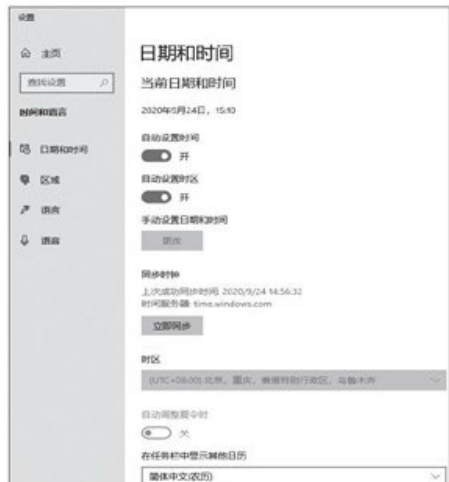 设置
主页
查找设置
时间和语言
日期和时间
区域
语言
语音
日期和时间
当前日期和时间
2020年9月24日，15:10
自动设置时间
开
自动设置时区
开
手动设置日期和时间
更改
同步时钟
上次成功同步时间: 2020/9/24 14:56:32
时间服务器: time.windows.com
立即同步
时区
(UTC+08:00) 北京，重庆，香港特别行政区，乌鲁木齐
自动调整夏令时
关
在任务栏中显示其他日历
简体中文(农历)